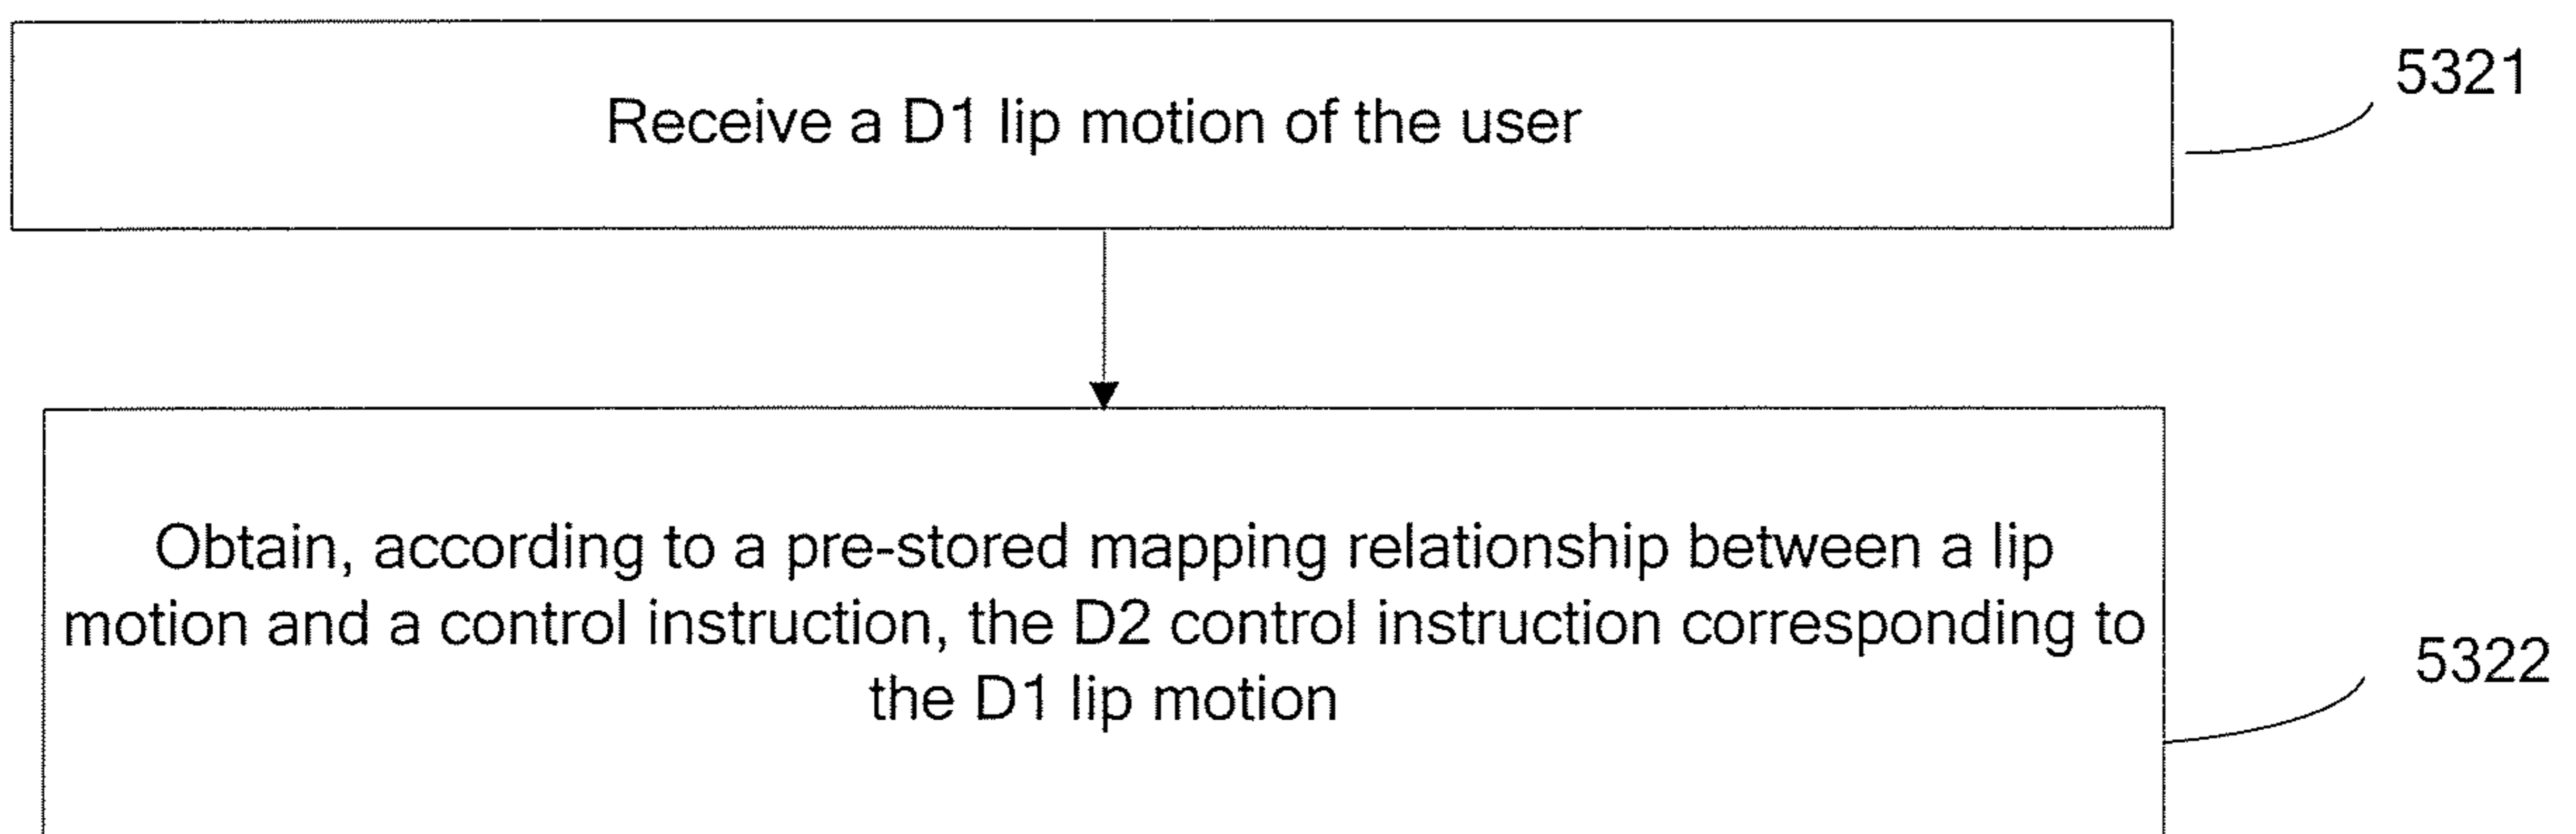 Receive a D1 lip motion of the user
5321
Obtain, according to a pre-stored mapping relationship between a lip
motion and a control instruction, the D2 control instruction corresponding to
the D1 lip motion
5322